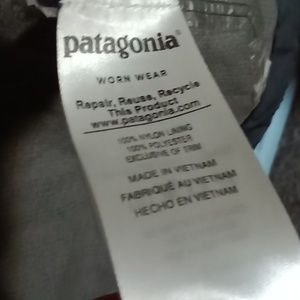 patagonia®
WORN WEAR
Repair, Reuse, Recycle
This Product
www.patagonia.com
100% NYLON LINING
100% POLYESTER
EXCLUSIVE OF TRIM
MADE IN VIETNAM
FABRIQUÉ AU VIETNAM
HECHO EN VIETNAM